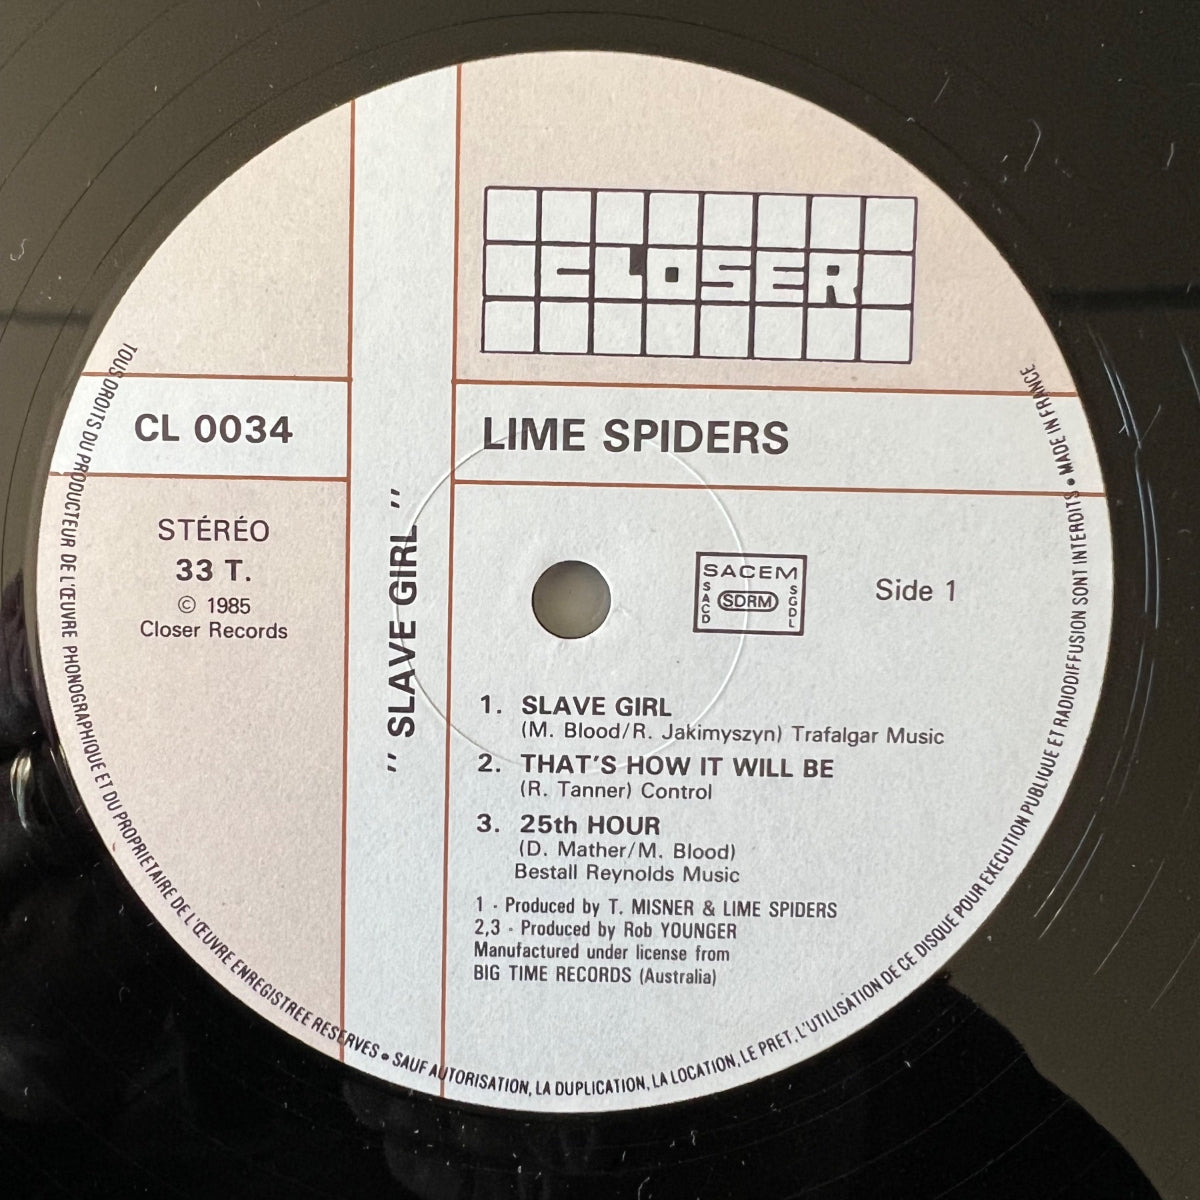 CLOSER
CL 0034
LIME SPIDERS
STÉRÉO
33 T.
© 1985
Closer Records
" SLAVE GIRL "
SACEM
SACD
SDRM
SGDL
Side 1
1. SLAVE GIRL
(M. Blood/R. Jakimyszyn) Trafalgar Music
2. THAT'S HOW IT WILL BE
(R. Tanner) Control
3. 25th HOUR
(D. Mather/M. Blood)
Bestall Reynolds Music
1 - Produced by T. MISNER & LIME SPIDERS
2,3 - Produced by Rob YOUNGER
Manufactured under license from
BIG TIME RECORDS (Australia)
TOUS DROITS DU PRODUCTEUR DE L'ŒUVRE PHONOGRAPHIQUE ET DU PROPRIETAIRE DE L'ŒUVRE ENREGISTREE RESERVES • SAUF AUTORISATION, LA DUPLICATION, LA LOCATION, LE PRET, L'UTILISATION DE CE DISQUE POUR EXECUTION PUBLIQUE ET RADIODIFFUSION SONT INTERDITS • MADE IN FRANCE.